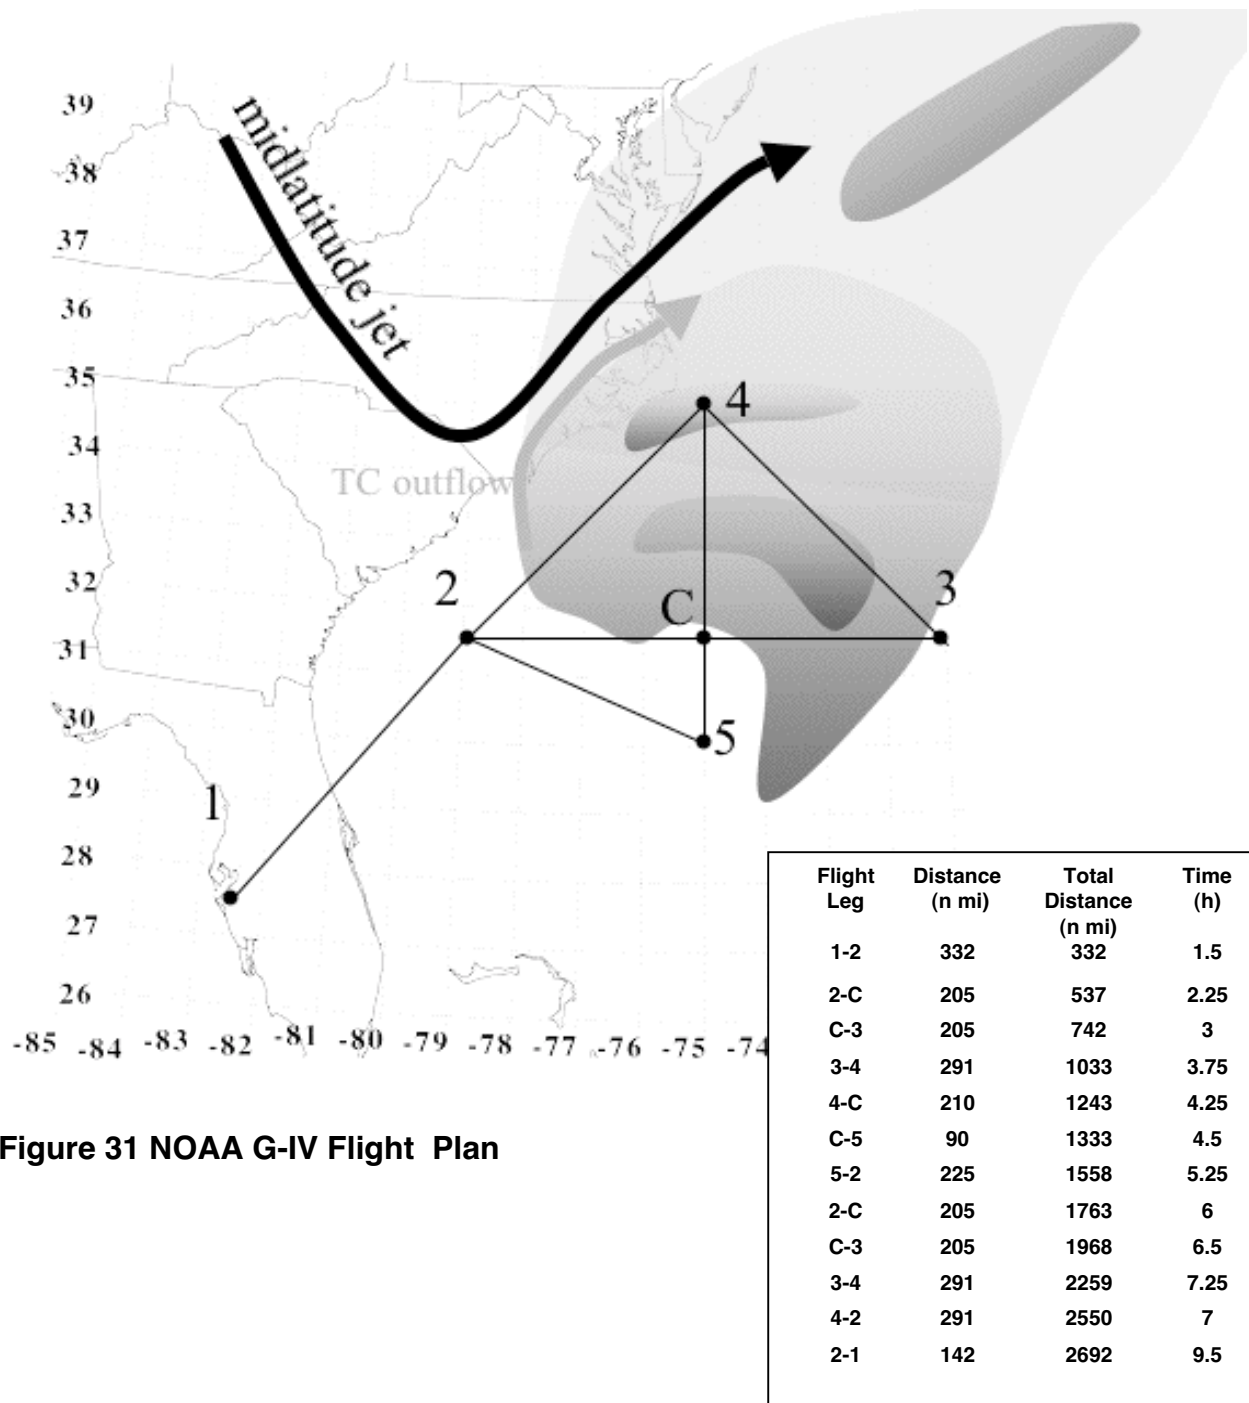 39
38
37
36
35
34
33
32
31
30
29
28
27
26
midlatitude jet
TC outflow
4
2
C
3
5
1
-85 -84 -83 -82 -81 -80 -79 -78 -77 -76 -75 -74
Flight Leg Distance (n mi) Total Distance (n mi) Time (h)
1-2 332 332 1.5
2-C 205 537 2.25
C-3 205 742 3
3-4 291 1033 3.75
4-C 210 1243 4.25
C-5 90 1333 4.5
5-2 225 1558 5.25
2-C 205 1763 6
C-3 205 1968 6.5
3-4 291 2259 7.25
4-2 291 2550 7
2-1 142 2692 9.5
Figure 31 NOAA G-IV Flight Plan